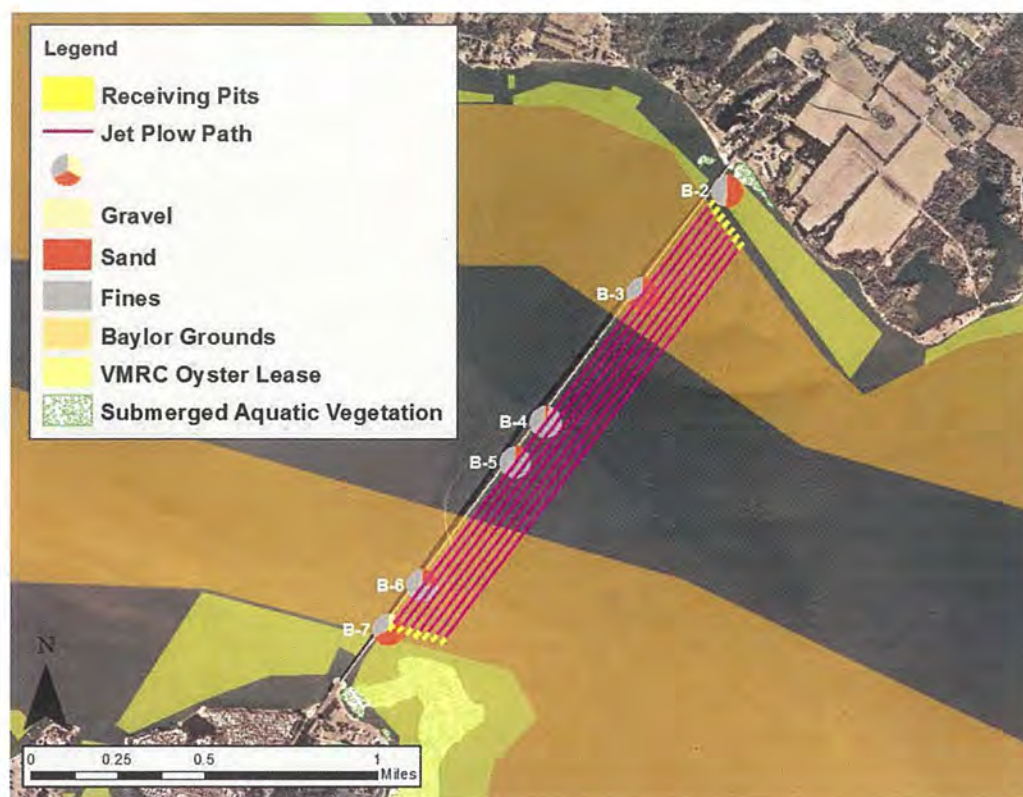 Legend
Receiving Pits
Jet Plow Path
Gravel
Sand
Fines
Baylor Grounds
VMRC Oyster Lease
Submerged Aquatic Vegetation
B-2
B-3
B-4
B-5
B-6
B-7
N
0 0.25 0.5 1
Miles